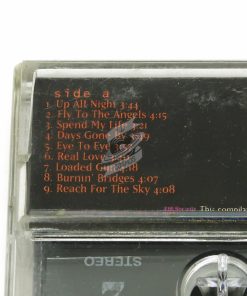 side a
1. Up All Night 3:44
2. Fly To The Angels 4:15
3. Spend My Life 3:21
4. Days Gone By
5. Eye To Eye
6. Real Love
7. Loaded Gun 4:18
8. Burnin' Bridges 4:07
9. Reach For The Sky 4:08
STEREO